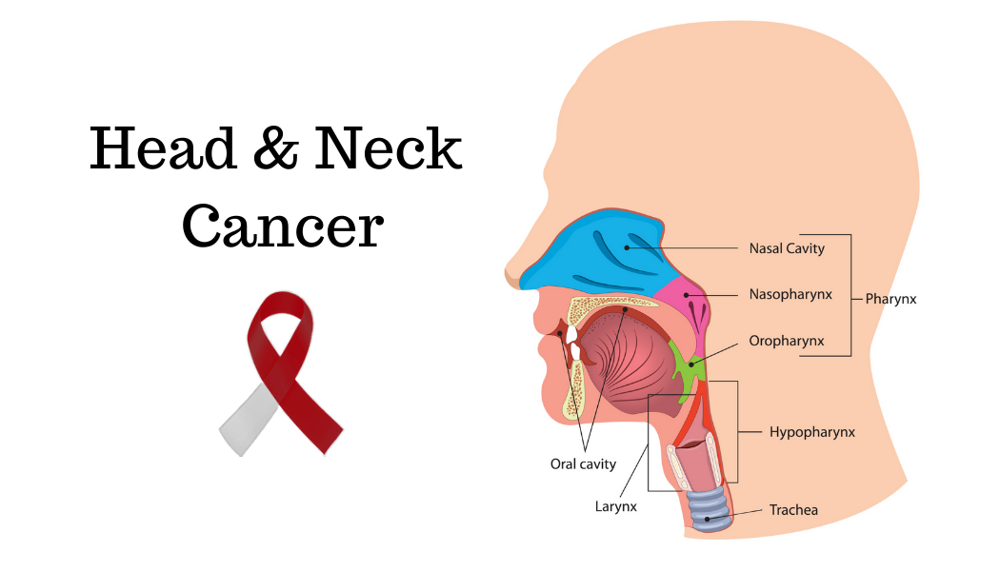 Head & Neck
Cancer
Nasal Cavity
Nasopharynx
Pharynx
Oropharynx
Hypopharynx
Oral cavity
Larynx
Trachea